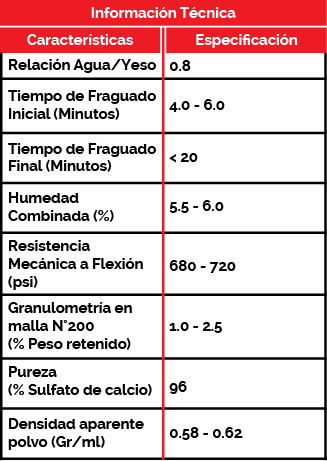 Información Técnica
Características Especificación
Relación Agua/Yeso 0.8
Tiempo de Fraguado
Inicial (Minutos) 4.0 - 6.0
Tiempo de Fraguado
Final (Minutos) < 20
Humedad
Combinada (%) 5.5 - 6.0
Resistencia
Mecánica a Flexión 680 - 720
(psi)
Granulometría en
malla N°200 1.0 - 2.5
(% Peso retenido)
Pureza
(% Sulfato de calcio) 96
Densidad aparente
polvo (Gr/ml) 0.58 - 0.62